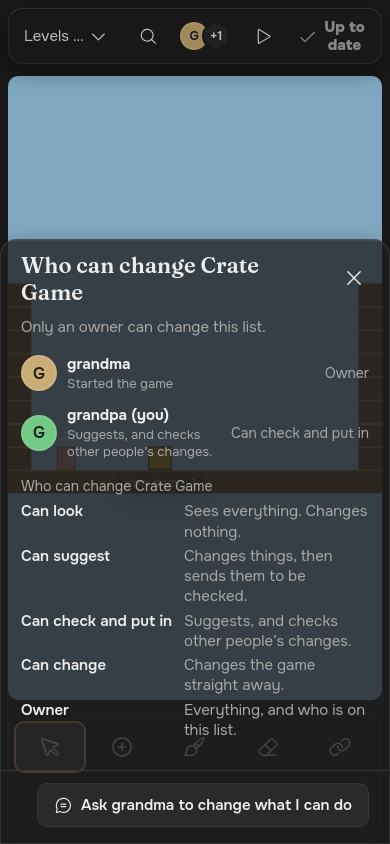 Levels ...
G +1
Up to
date
Who can change Crate
Game
Only an owner can change this list.
G
grandma
Started the game
Owner
G
grandpa (you)
Suggests, and checks
other people's changes.
Can check and put in
Who can change Crate Game
Can look
Sees everything. Changes
nothing.
Can suggest
Changes things, then
sends them to be
checked.
Can check and put in
Suggests, and checks
other people's changes.
Can change
Changes the game
straight away.
Owner
Everything, and who is on
this list.
Ask grandma to change what I can do